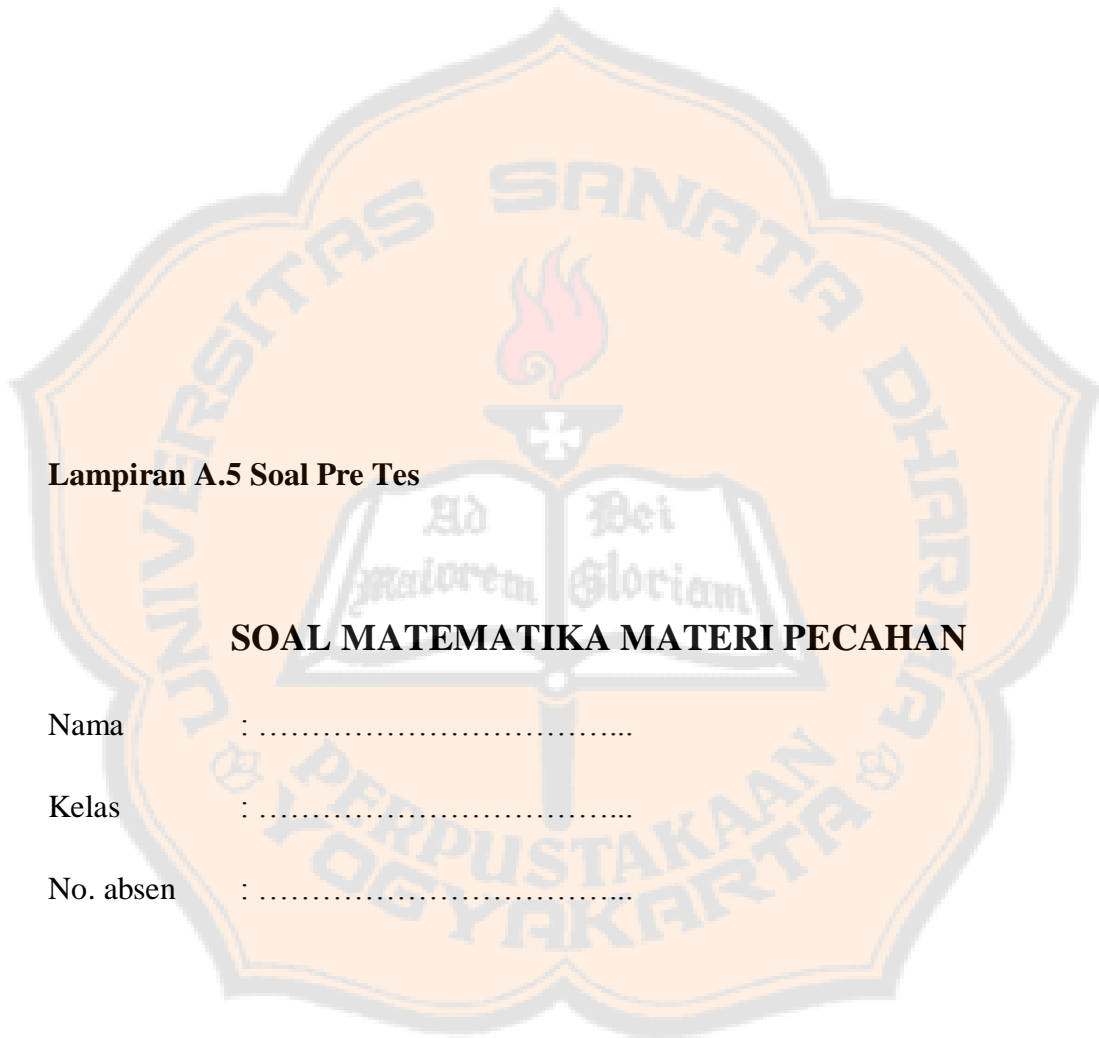 UNIVERSITAS SANATA DHARMA
Lampiran A.5 Soal Pre Tes
Ad Dei
maiorem Gloriam
SOAL MATEMATIKA MATERI PECAHAN
Nama : ……………………………...
Kelas : ……………………………...
No. absen : ……………………………...
PERPUSTAKAAN
YOGYAKARTA